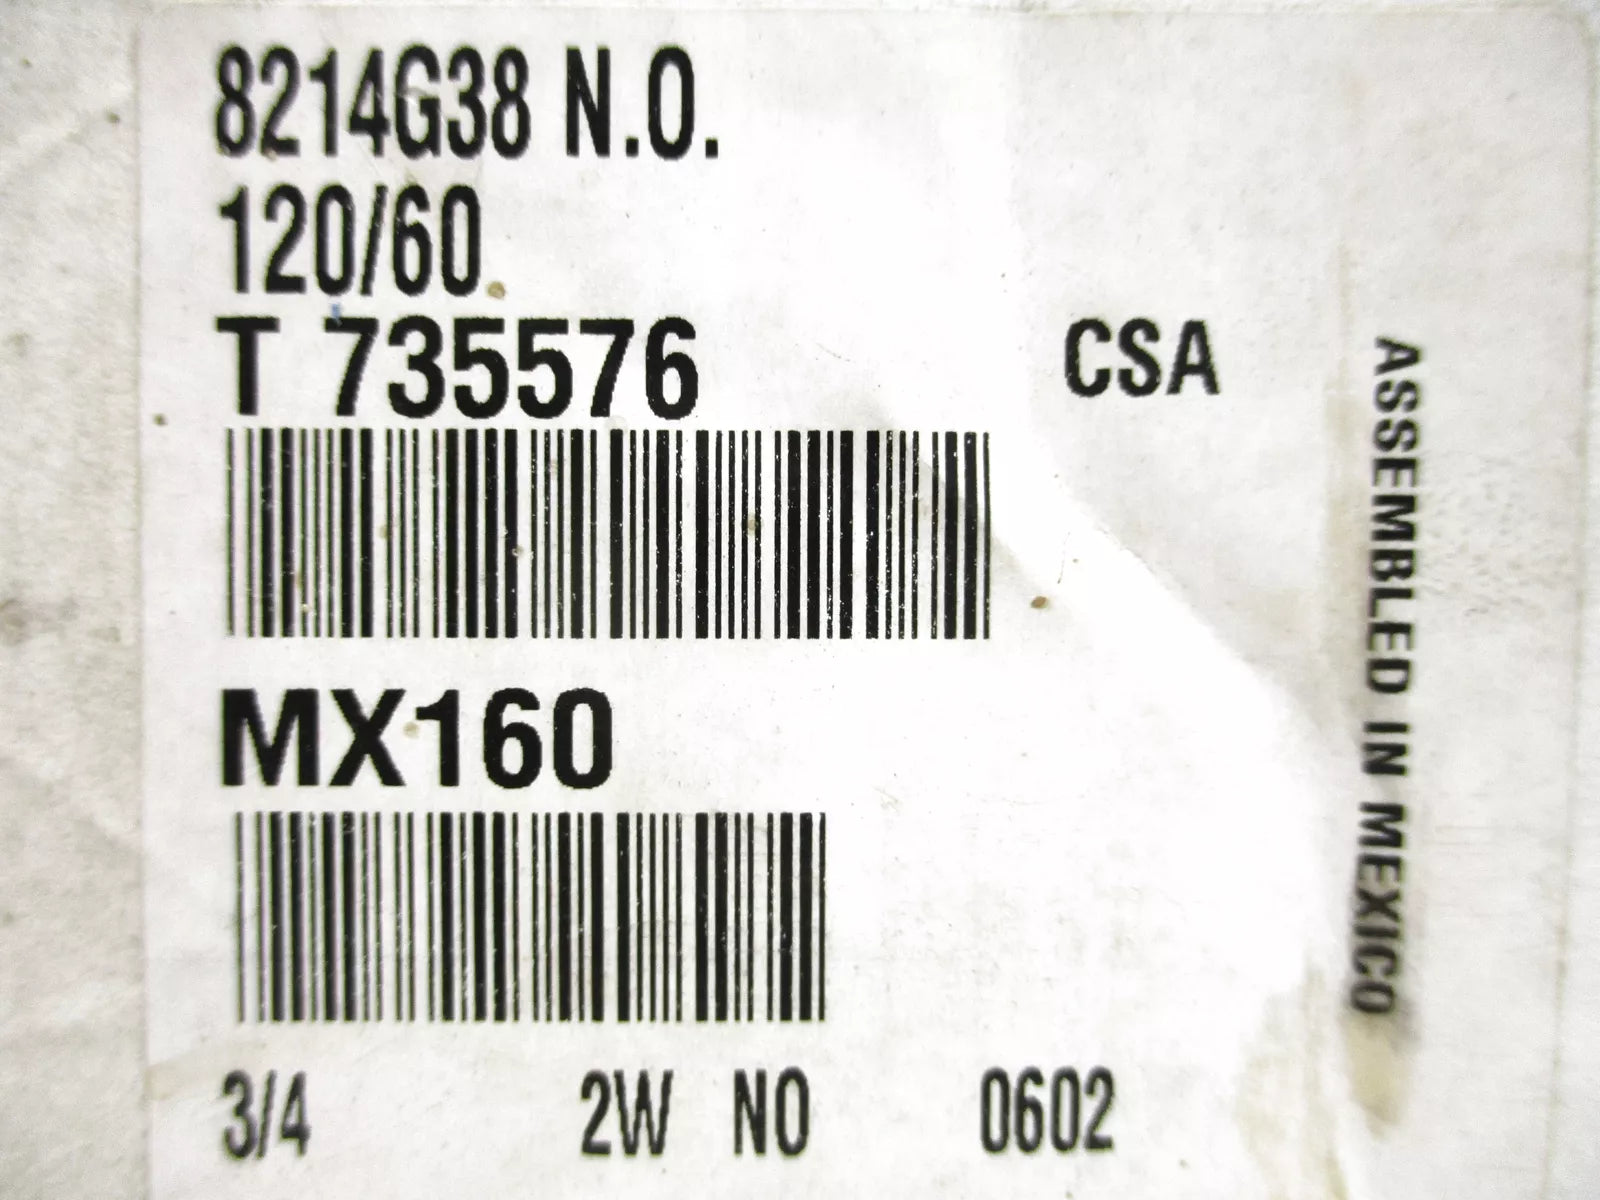 8214G38 N.O.
120/60
T 735576
CSA
MX160
3/4 2W NO 0602
ASSEMBLED IN MEXICO